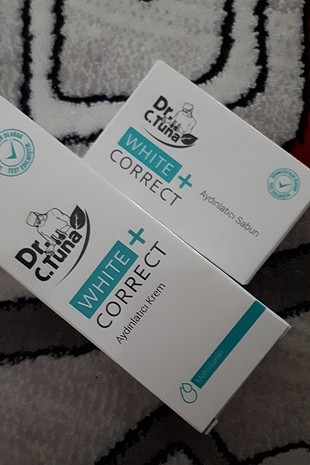 Dr.
C.Tuna
WHITE +
CORRECT
Aydınlatıcı Sabun
Dr.
C.Tuna
WHITE +
CORRECT
Aydınlatıcı Krem